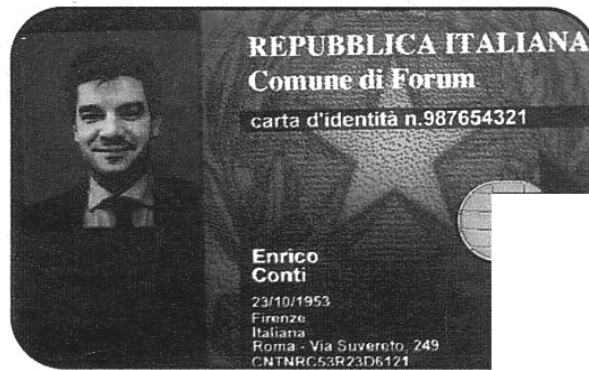 REPUBBLICA ITALIANA
Comune di Forum
carta d'identità n.987654321
Enrico
Conti
23/10/1953
Firenze
Italiana
Roma - Via Suvereto, 249
CNTNRC53R23D6121